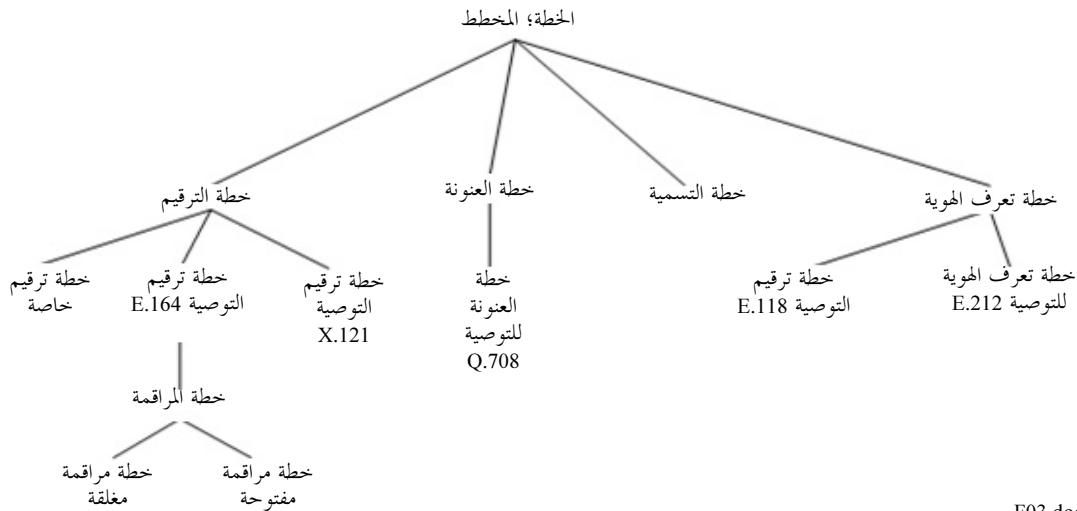 الخطة؛ المخطط
خطة تعرف الهوية
خطة التسمية
خطة العنونة
خطة الترقيم
خطة تعرف الهوية
للتوصية E.212
خطة ترقيم
التوصية E.118
خطة
العنونة
للتوصية
Q.708
خطة ترقيم
التوصية
X.121
خطة ترقيم
التوصية E.164
خطة ترقيم
خاصة
خطة المراقمة
خطة مراقمة
مفتوحة
خطة مراقمة
مغلقة